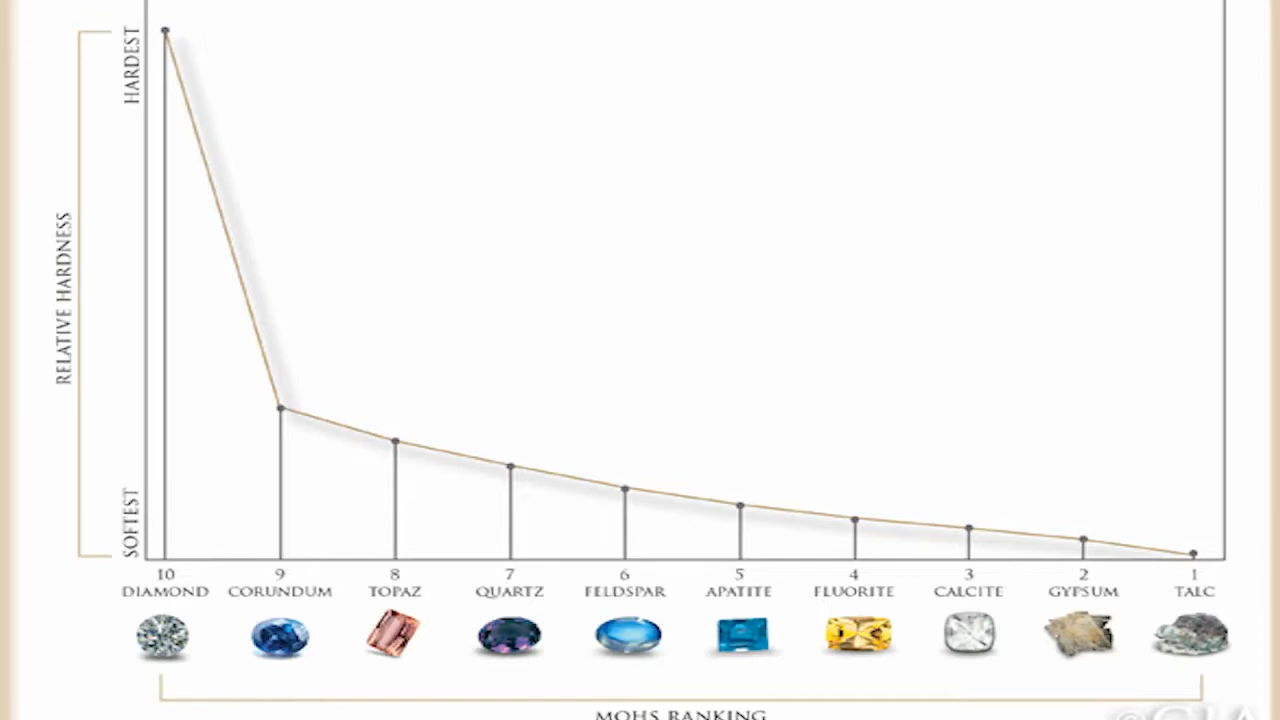 HARDEST
RELATIVE HARDNESS
SOFTEST
10 9 8 7 6 5 4 3 2 1
DIAMOND CORUNDUM TOPAZ QUARTZ FELDSPAR APATITE FLUORITE CALCITE GYPSUM TALC
MOHS RANKING
©GIA